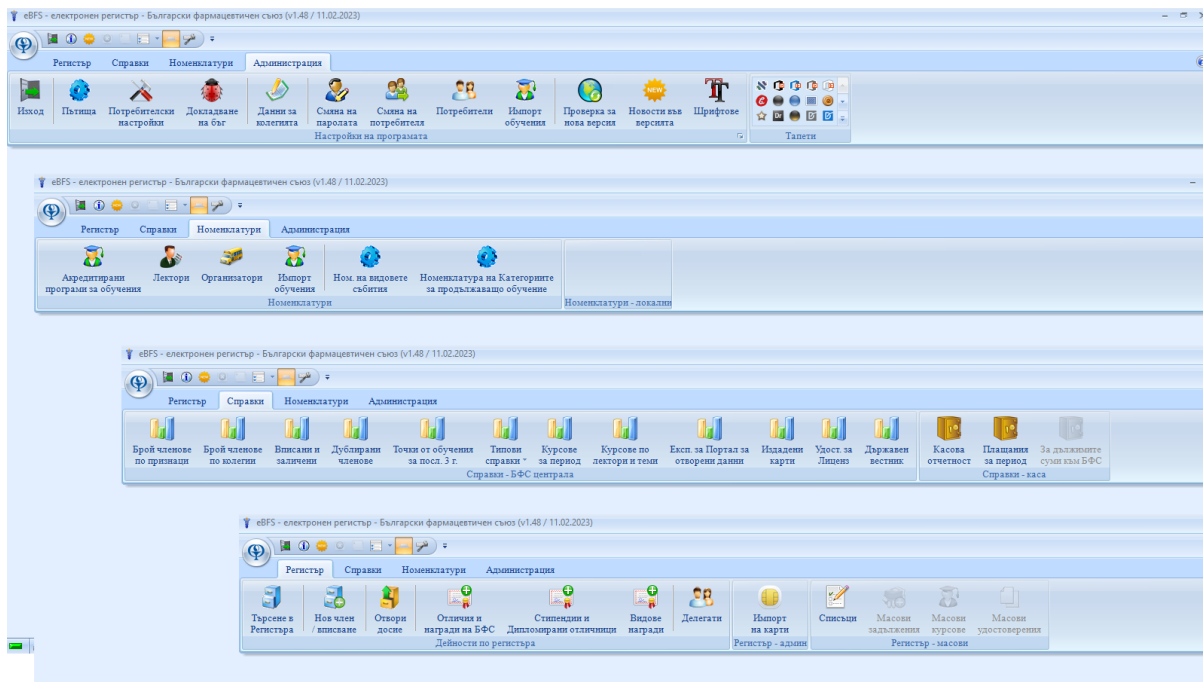 eBFS - електронен регистър - Български фармацевтичен съюз (v1.48 / 11.02.2023)
Регистър Справки Номенклатури Администрация
Изход Пътища Потребителски Докладване Данни за Смяна на Смяна на Потребители Импорт Проверка за Новости във Шрифтове
настройки на бъг колегията паролата потребителя обучения нова версия версията
Настройки на програмата Тапети
eBFS - електронен регистър - Български фармацевтичен съюз (v1.48 / 11.02.2023)
Регистър Справки Номенклатури Администрация
Акредитирани Лектори Организатори Импорт Ном. на видовете Номенклатура на Категориите
програми за обучения обучения събития за продължаващо обучение
Номенклатури Номенклатури - локални
eBFS - електронен регистър - Български фармацевтичен съюз (v1.48 / 11.02.2023)
Регистър Справки Номенклатури Администрация
Брой членове Брой членове Вписани и Дублирани Точки от обучения Типови Курсове Курсове поЕксп. за Портал за Издадени Удост. за Държавен Касова Плащания За дължимите
по признаци по колегии заличени членове за посл. 3 г. справки за период лектори и теми отворени данни карти Лиценз вестник отчетност за период суми към БФС
Справки - БФС централа Справки - каса
eBFS - електронен регистър - Български фармацевтичен съюз (v1.48 / 11.02.2023)
Регистър Справки Номенклатури Администрация
Търсене в Нов член Отвори Отличия и Стипендии и Видове Делегати Импорт Списъци Масови Масови Масови
Регистъра / вписване досие награди на БФС Дипломирани отличници награди на карти задължения курсове удостоверения
Дейности по регистъра Регистър - админ Регистър - масови